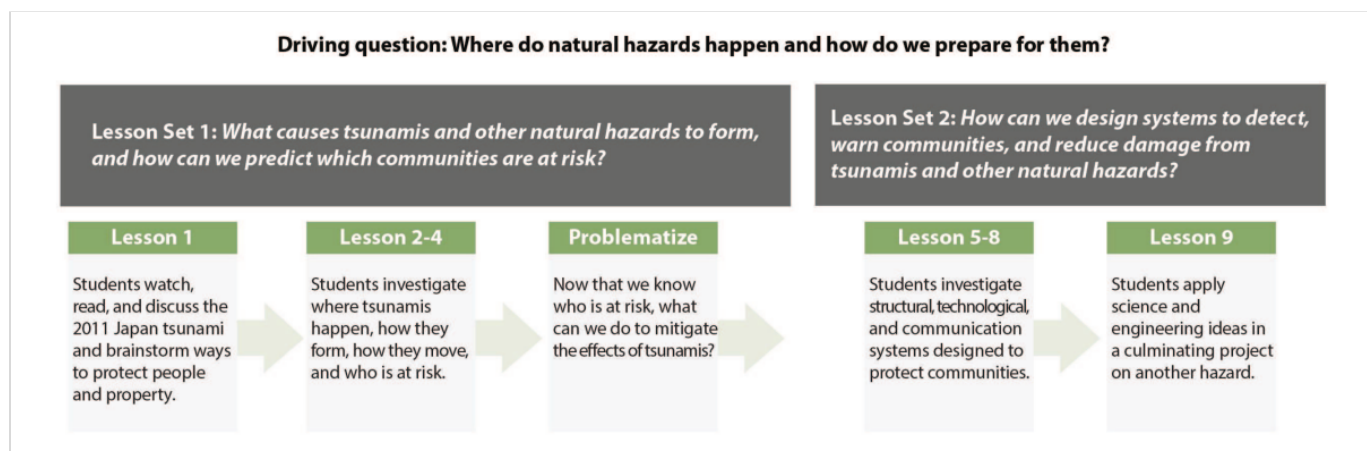 Driving question: Where do natural hazards happen and how do we prepare for them?
Lesson Set 1: What causes tsunamis and other natural hazards to form,
and how can we predict which communities are at risk?
Lesson Set 2: How can we design systems to detect,
warn communities, and reduce damage from
tsunamis and other natural hazards?
Lesson 1
Students watch,
read, and discuss the
2011 Japan tsunami
and brainstorm ways
to protect people
and property.
Lesson 2-4
Students investigate
where tsunamis
happen, how they
form, how they move,
and who is at risk.
Problematize
Now that we know
who is at risk, what
can we do to mitigate
the effects of tsunamis?
Lesson 5-8
Students investigate
structural, technological,
and communication
systems designed to
protect communities.
Lesson 9
Students apply
science and
engineering ideas in
a culminating project
on another hazard.